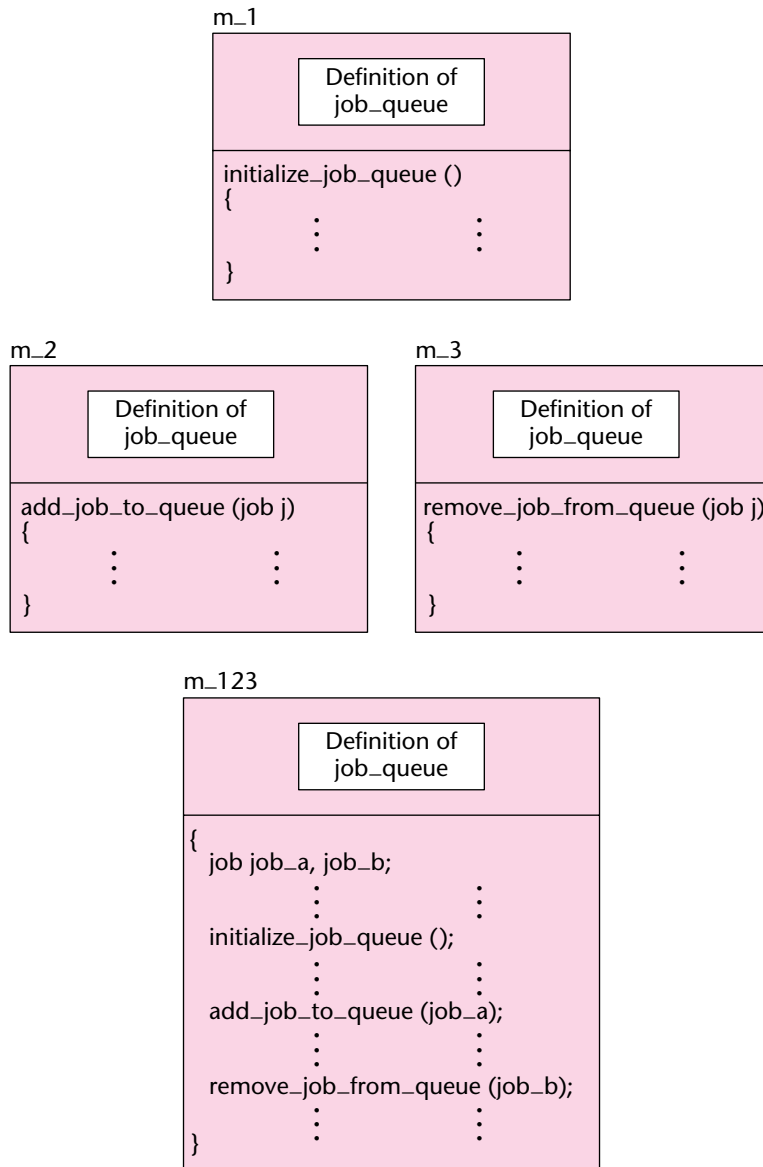 m_1
Definition of
job_queue
initialize_job_queue ()
{
}
m_2
Definition of
job_queue
add_job_to_queue (job j)
{
}
m_3
Definition of
job_queue
remove_job_from_queue (job j)
{
}
m_123
Definition of
job_queue
{
job job_a, job_b;
initialize_job_queue ();
add_job_to_queue (job_a);
remove_job_from_queue (job_b);
}